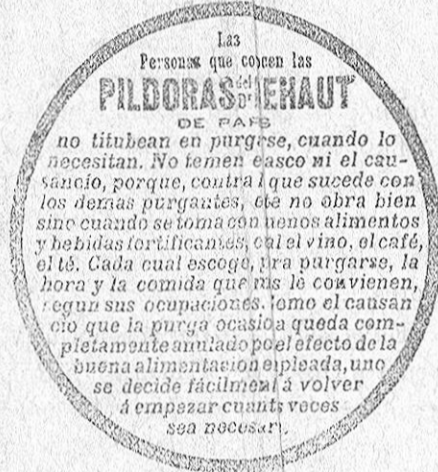 Las
Personas que cocen las
PILDORAS del Dr DEHAUT
DE PARIS
no titubean en purgarse, cuando lo
necesitan. No temen el asco ni el cau-
sancio, porque, contra lo que sucede con
los demas purgantes, este no obra bien
sino cuando se toma con buenos alimentos
y bebidas fortificantes, cual el vino, el café,
el té. Cada cual escoge, para purgarse, la
hora y la comida que mas le convienen,
segun sus ocupaciones. Como el causan
cio que la purga ocasiona queda com-
pletamente anulado por el efecto de la
buena alimentacion empleada, uno
se decide fácilmente á volver
á empezar cuantas veces
sea necesario.